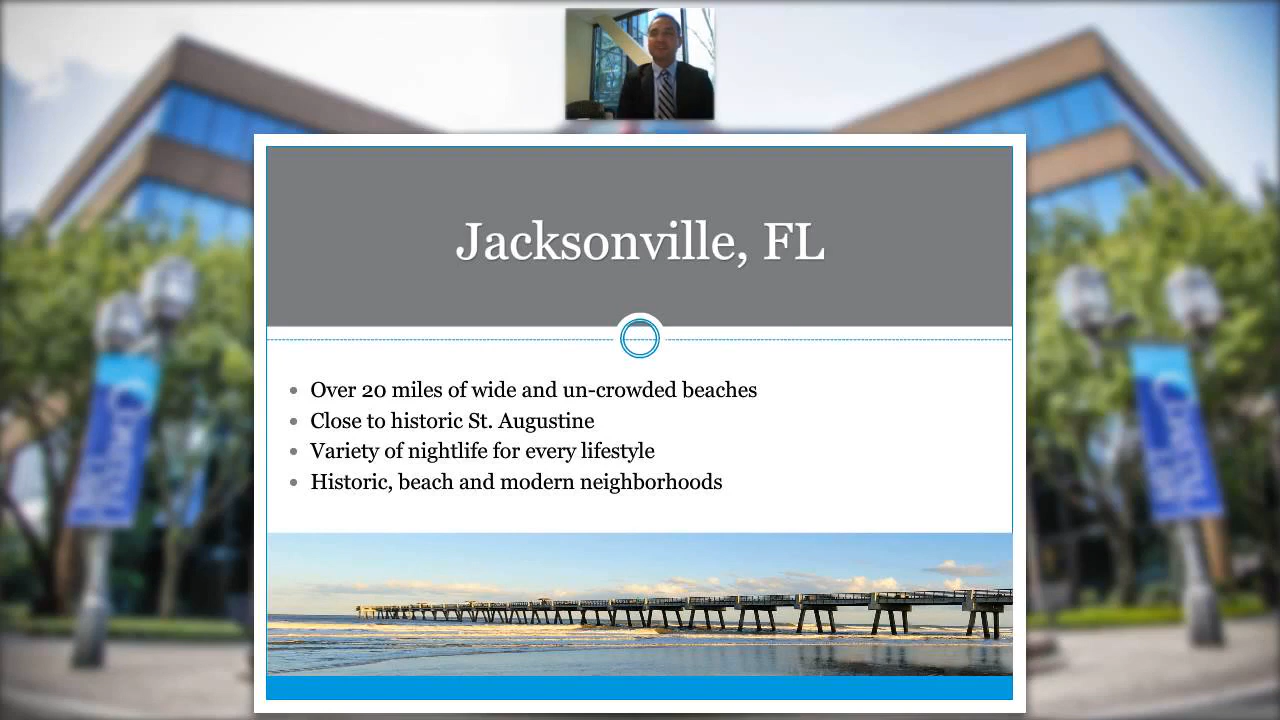 Jacksonville, FL
Over 20 miles of wide and un-crowded beaches
Close to historic St. Augustine
Variety of nightlife for every lifestyle
Historic, beach and modern neighborhoods